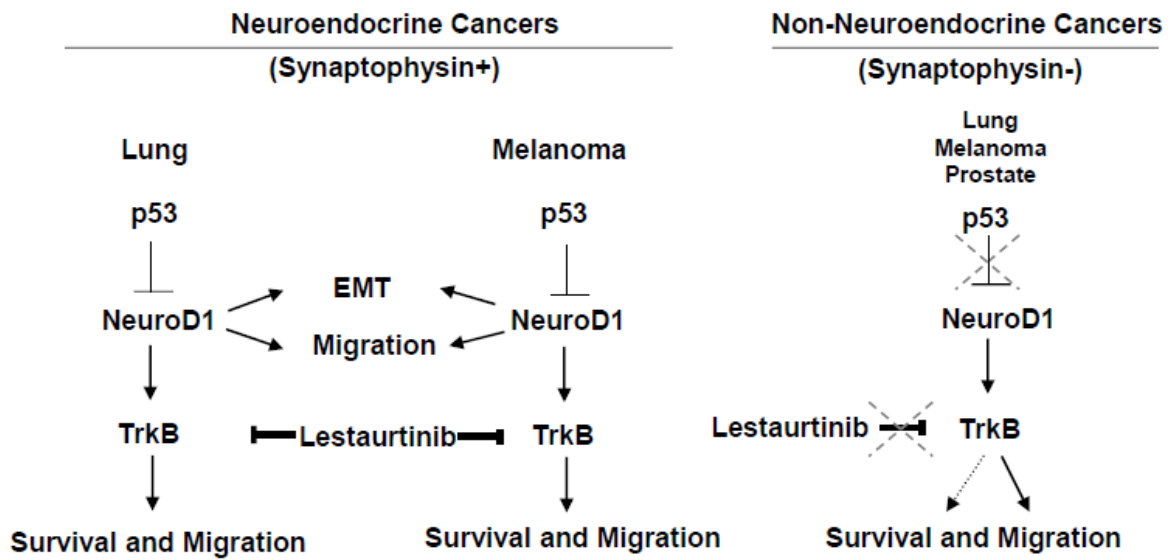 Neuroendocrine Cancers
(Synaptophysin+)
Lung
Melanoma
p53
p53
EMT
NeuroD1
NeuroD1
Migration
TrkB
Lestaurtinib
TrkB
Survival and Migration
Survival and Migration
Non-Neuroendocrine Cancers
(Synaptophysin-)
Lung
Melanoma
Prostate
p53
NeuroD1
Lestaurtinib
TrkB
Survival and Migration